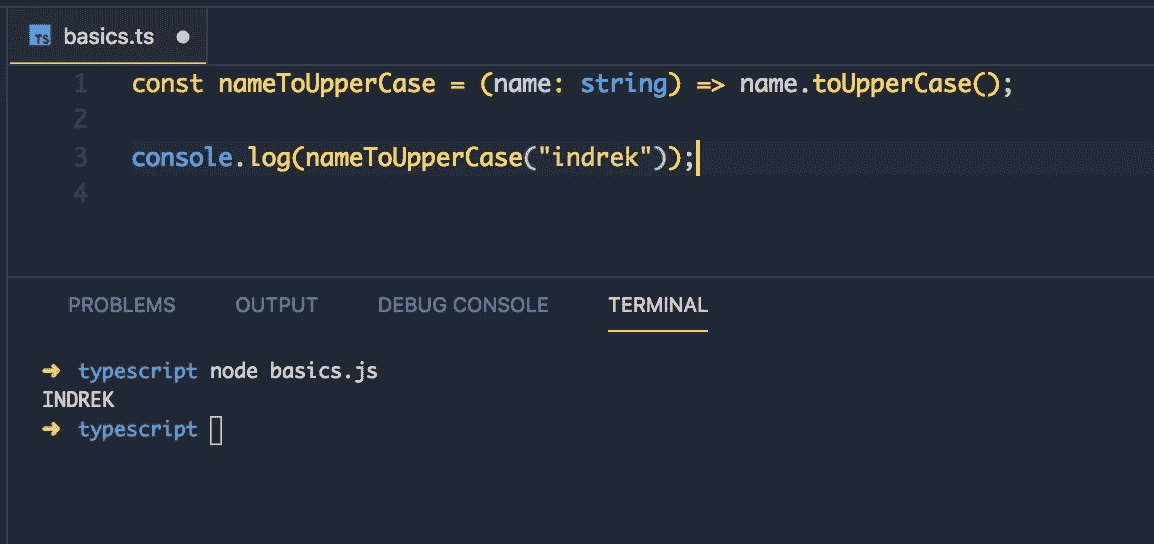 TS basics.ts ●
1 const nameToUpperCase = (name: string) => name.toUpperCase();
2
3 console.log(nameToUpperCase("indrek"));
4
PROBLEMS OUTPUT DEBUG CONSOLE TERMINAL
➜ typescript node basics.js
INDREK
➜ typescript